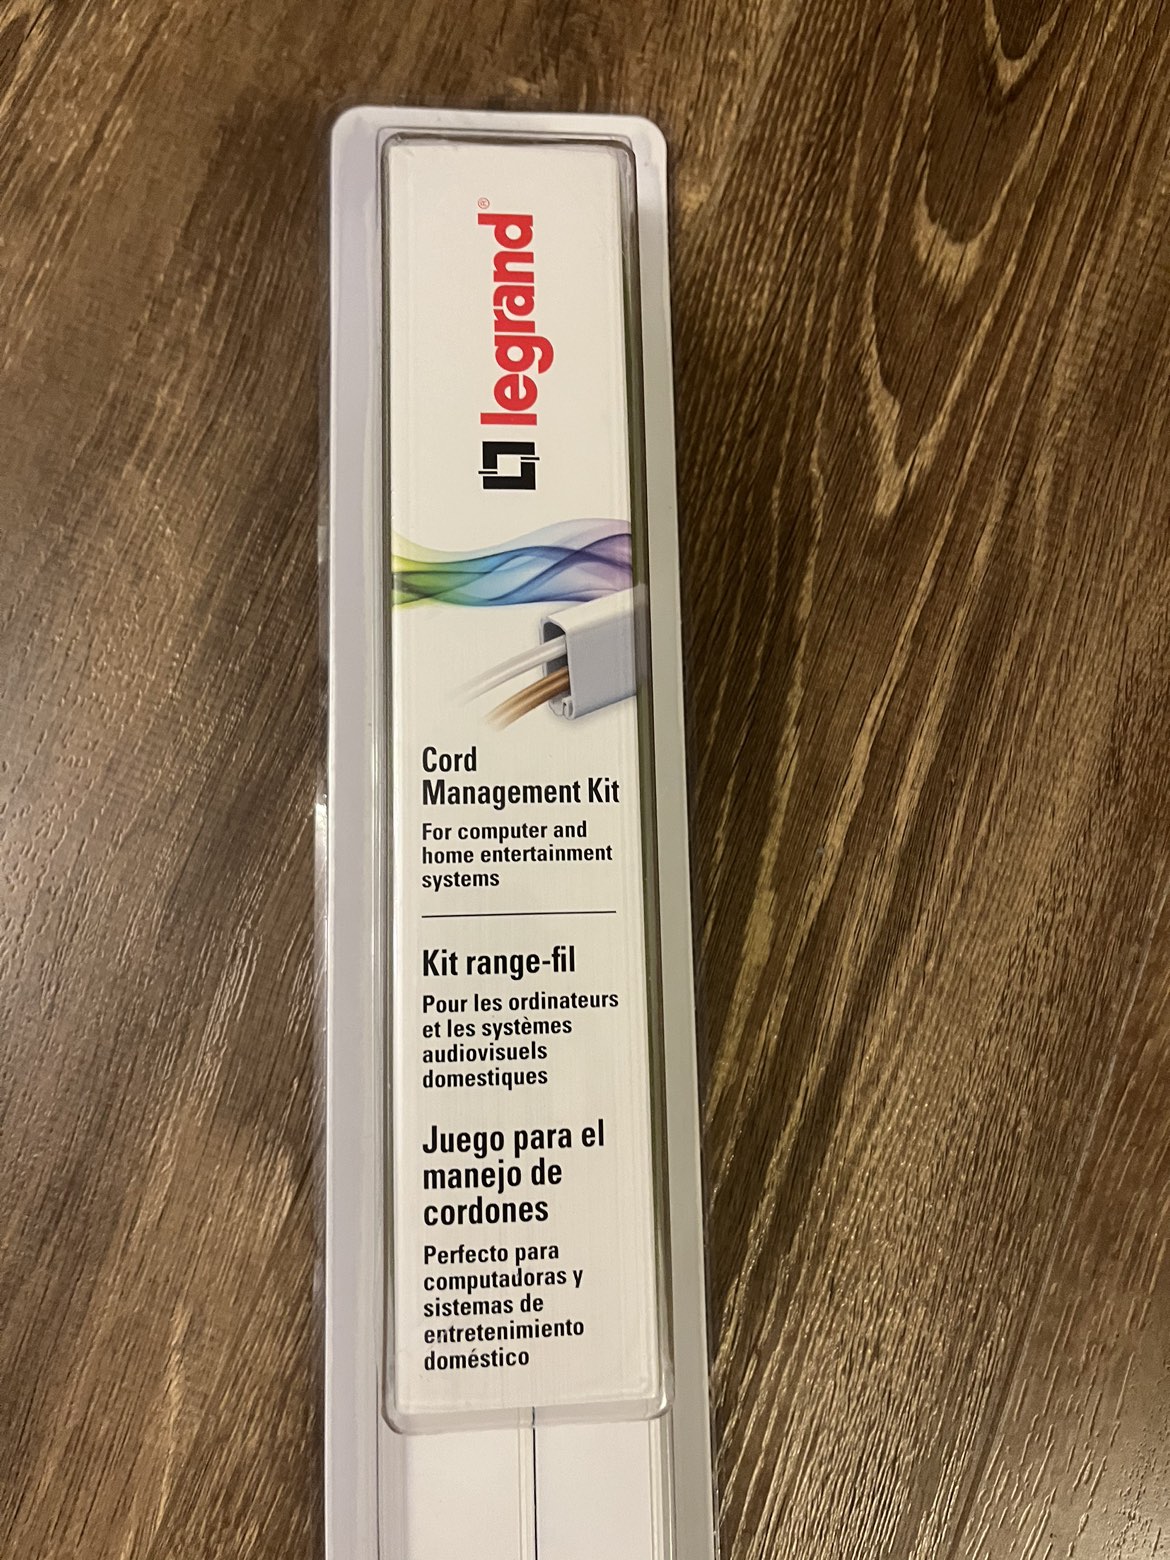 legrand®
Cord
Management Kit
For computer and
home entertainment
systems
Kit range-fil
Pour les ordinateurs
et les systèmes
audiovisuels
domestiques
Juego para el
manejo de
cordones
Perfecto para
computadoras y
sistemas de
entretenimiento
doméstico